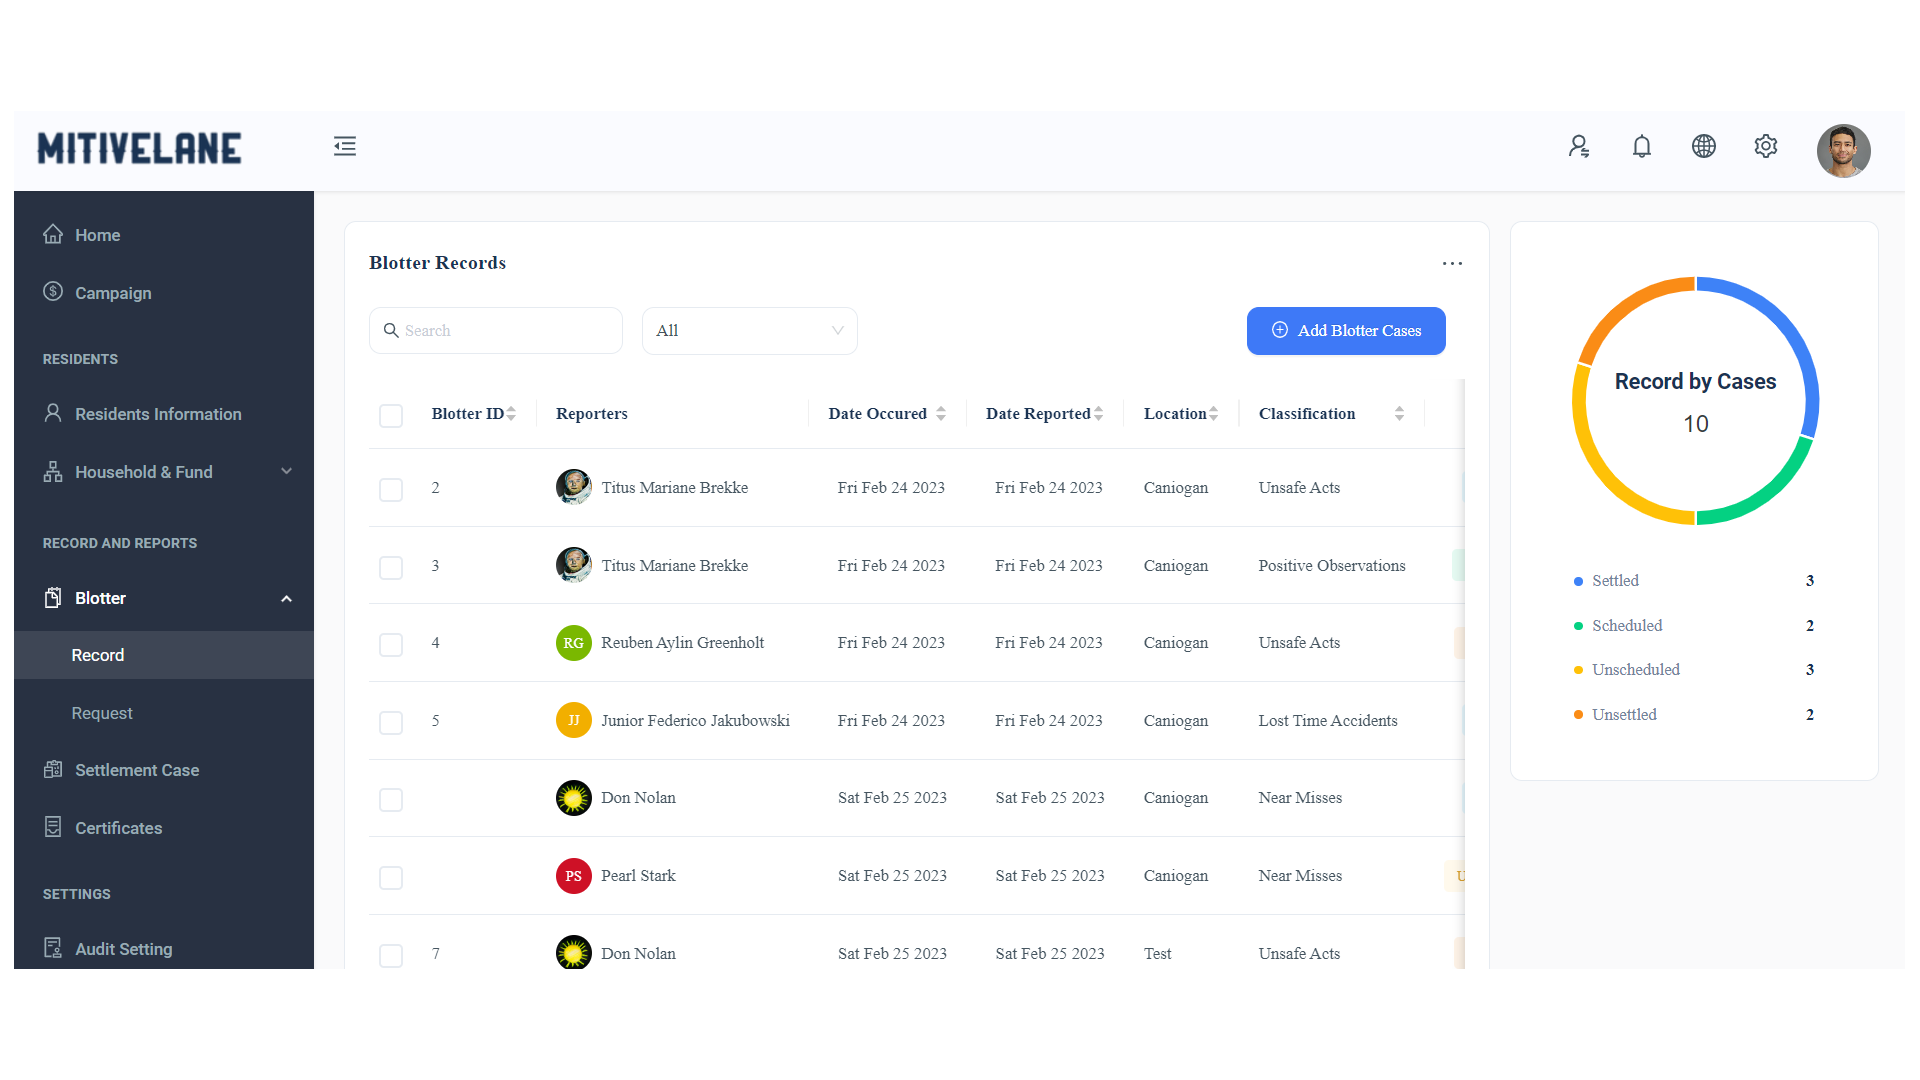 MITIVELANE
Home
Campaign
RESIDENTS
Residents Information
Household & Fund
RECORD AND REPORTS
Blotter
Record
Request
Settlement Case
Certificates
SETTINGS
Audit Setting
Blotter Records
Search
All
Add Blotter Cases
Blotter ID Reporters Date Occured Date Reported Location Classification
2 Titus Mariane Brekke Fri Feb 24 2023 Fri Feb 24 2023 Caniogan Unsafe Acts
3 Titus Mariane Brekke Fri Feb 24 2023 Fri Feb 24 2023 Caniogan Positive Observations
4 RG Reuben Aylin Greenholt Fri Feb 24 2023 Fri Feb 24 2023 Caniogan Unsafe Acts
5 JJ Junior Federico Jakubowski Fri Feb 24 2023 Fri Feb 24 2023 Caniogan Lost Time Accidents
Don Nolan Sat Feb 25 2023 Sat Feb 25 2023 Caniogan Near Misses
PS Pearl Stark Sat Feb 25 2023 Sat Feb 25 2023 Caniogan Near Misses U
7 Don Nolan Sat Feb 25 2023 Sat Feb 25 2023 Test Unsafe Acts
Record by Cases
10
Settled 3
Scheduled 2
Unscheduled 3
Unsettled 2